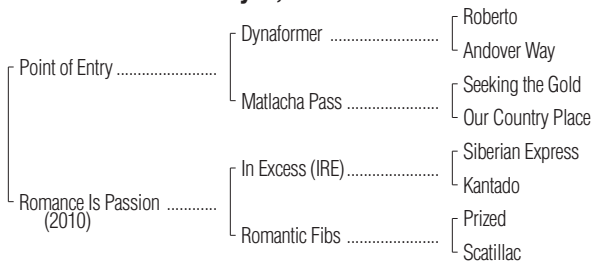 Roberto
Dynaformer ........................
Andover Way
Point of Entry ......................
Seeking the Gold
Matlacha Pass ....................
Our Country Place
Siberian Express
In Excess (IRE)....................
Kantado
Romance Is Passion ...........
(2010)
Prized
Romantic Fibs ....................
Scatillac